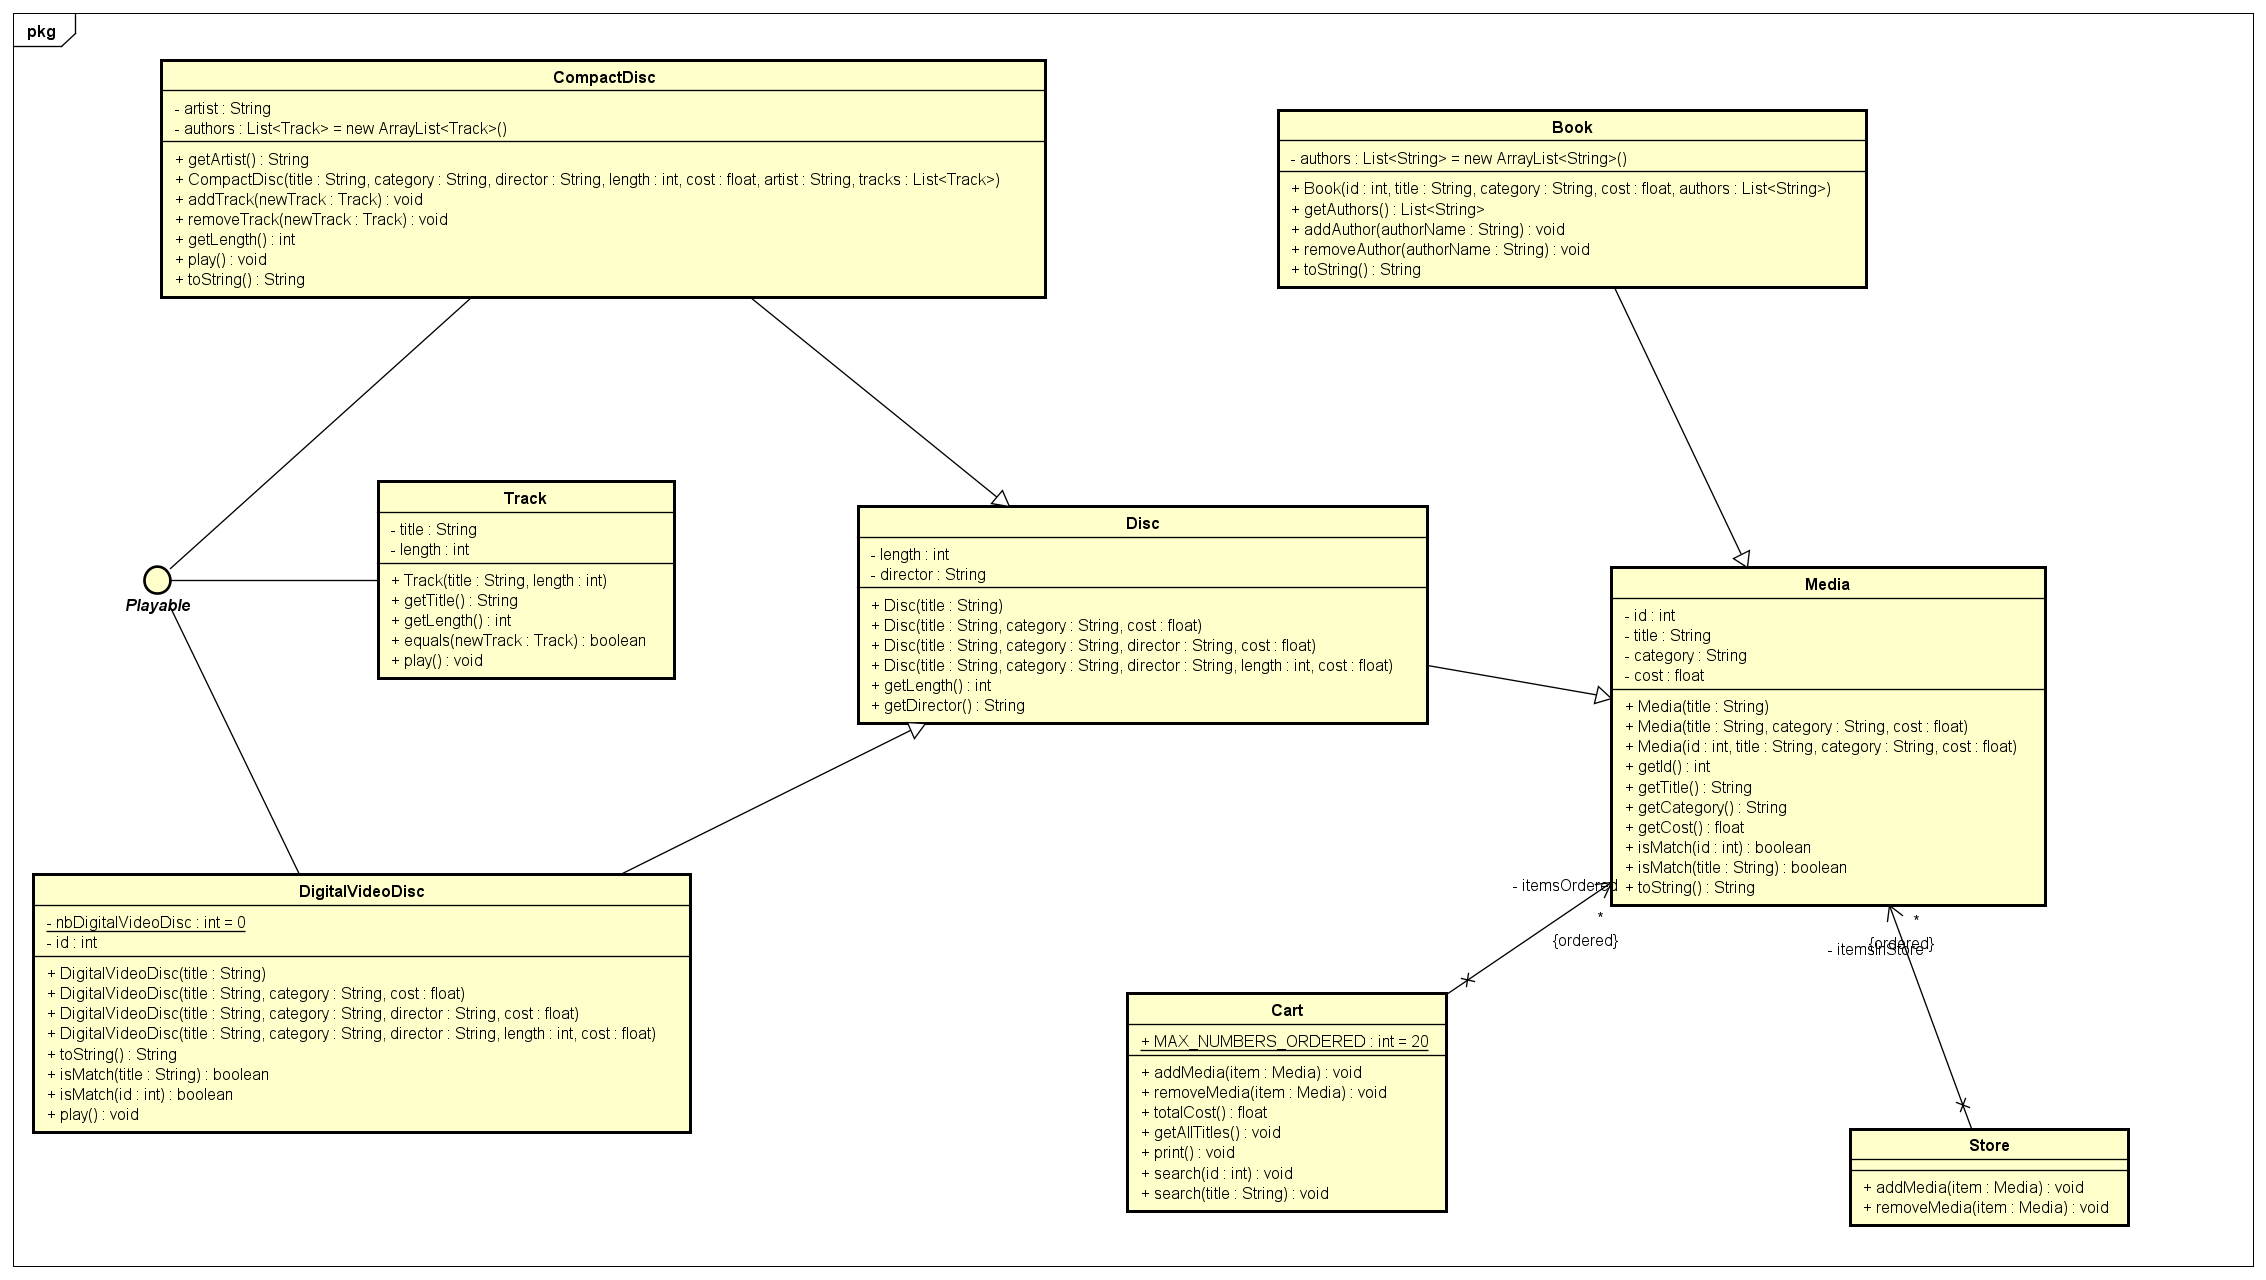 pkg
CompactDisc
- artist : String
- authors : List<Track> = new ArrayList<Track>()
+ getArtist() : String
+ CompactDisc(title : String, category : String, director : String, length : int, cost : float, artist : String, tracks : List<Track>)
+ addTrack(newTrack : Track) : void
+ removeTrack(newTrack : Track) : void
+ getLength() : int
+ play() : void
+ toString() : String
Book
- authors : List<String> = new ArrayList<String>()
+ Book(id : int, title : String, category : String, cost : float, authors : List<String>)
+ getAuthors() : List<String>
+ addAuthor(authorName : String) : void
+ removeAuthor(authorName : String) : void
+ toString() : String
Playable
Track
- title : String
- length : int
+ Track(title : String, length : int)
+ getTitle() : String
+ getLength() : int
+ equals(newTrack : Track) : boolean
+ play() : void
Disc
- length : int
- director : String
+ Disc(title : String)
+ Disc(title : String, category : String, cost : float)
+ Disc(title : String, category : String, director : String, cost : float)
+ Disc(title : String, category : String, director : String, length : int, cost : float)
+ getLength() : int
+ getDirector() : String
Media
- id : int
- title : String
- category : String
- cost : float
+ Media(title : String)
+ Media(title : String, category : String, cost : float)
+ Media(id : int, title : String, category : String, cost : float)
+ getId() : int
+ getTitle() : String
+ getCategory() : String
+ getCost() : float
+ isMatch(id : int) : boolean
+ isMatch(title : String) : boolean
+ toString() : String
- itemsOrdered
*
{ordered}
*
{ordered}
- itemsInStore
DigitalVideoDisc
- nbDigitalVideoDisc : int = 0
- id : int
+ DigitalVideoDisc(title : String)
+ DigitalVideoDisc(title : String, category : String, cost : float)
+ DigitalVideoDisc(title : String, category : String, director : String, cost : float)
+ DigitalVideoDisc(title : String, category : String, director : String, length : int, cost : float)
+ toString() : String
+ isMatch(title : String) : boolean
+ isMatch(id : int) : boolean
+ play() : void
Cart
+ MAX_NUMBERS_ORDERED : int = 20
+ addMedia(item : Media) : void
+ removeMedia(item : Media) : void
+ totalCost() : float
+ getAllTitles() : void
+ print() : void
+ search(id : int) : void
+ search(title : String) : void
Store
+ addMedia(item : Media) : void
+ removeMedia(item : Media) : void